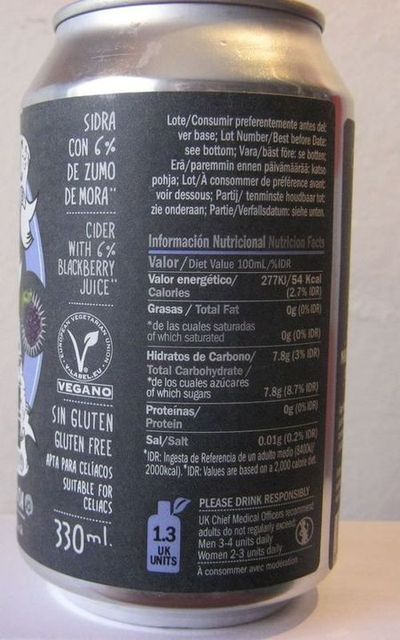 SIDRA
CON 6%
DE ZUMO
DE MORA**
CIDER
WITH 6%
BLACKBERRY
JUICE**
EUROPEAN VEGETARIAN UNION
V-LABEL.EU
VEGANO
SIN GLUTEN
GLUTEN FREE
APTA PARA CELÍACOS
SUITABLE FOR
CELIACS
330ml.
Lote/Consumir preferentemente antes del:
ver base; Lot Number/Best before Date:
see bottom; Vara/bäst före: se botten;
Erä/paremmin ennen päivämäärää: katso
pohja; Lot/À consommer de préférence avant:
voir dessous; Partij/ tenminste houdbaar tot:
zie onderaan; Partie/Verfallsdatum: siehe unten.
Información Nutricional Nutricion Facts
Valor / Diet Value 100mL/%IDR
Valor energético/ 277KJ/54 Kcal
Calories (2.7% IDR)
Grasas / Total Fat 0g (0% IDR)
*de las cuales saturadas
of which saturated 0g (0% IDR)
Hidratos de Carbono/ 7.8g (3% IDR)
Total Carbohydrate /
*de los cuales azúcares
of which sugars 7.8g (8.7% IDR)
Proteínas/ 0g (0% IDR)
Protein
Sal/Salt 0.01g (0.2% IDR)
*IDR: Ingesta de Referencia de un adulto medio (8400kJ/
2000kcal). *IDR: Values are based on a 2,000 calorie diet.
1.3
UK
UNITS
PLEASE DRINK RESPONSIBLY
UK Chief Medical Officers recommend
adults do not regularly exceed
Men 3-4 units daily
Women 2-3 units daily
A consommer avec modération